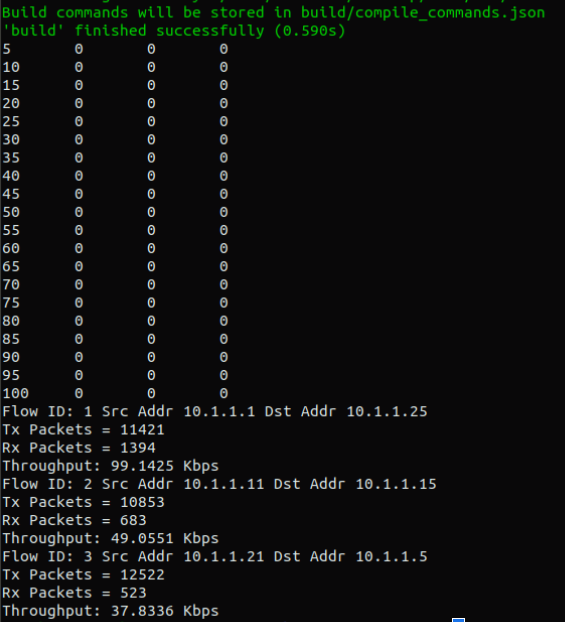 Build commands will be stored in build/compile_commands.json
'build' finished successfully (0.590s)
5 0 0 0
10 0 0 0
15 0 0 0
20 0 0 0
25 0 0 0
30 0 0 0
35 0 0 0
40 0 0 0
45 0 0 0
50 0 0 0
55 0 0 0
60 0 0 0
65 0 0 0
70 0 0 0
75 0 0 0
80 0 0 0
85 0 0 0
90 0 0 0
95 0 0 0
100 0 0 0
Flow ID: 1 Src Addr 10.1.1.1 Dst Addr 10.1.1.25
Tx Packets = 11421
Rx Packets = 1394
Throughput: 99.1425 Kbps
Flow ID: 2 Src Addr 10.1.1.11 Dst Addr 10.1.1.15
Tx Packets = 10853
Rx Packets = 683
Throughput: 49.0551 Kbps
Flow ID: 3 Src Addr 10.1.1.21 Dst Addr 10.1.1.5
Tx Packets = 12522
Rx Packets = 523
Throughput: 37.8336 Kbps